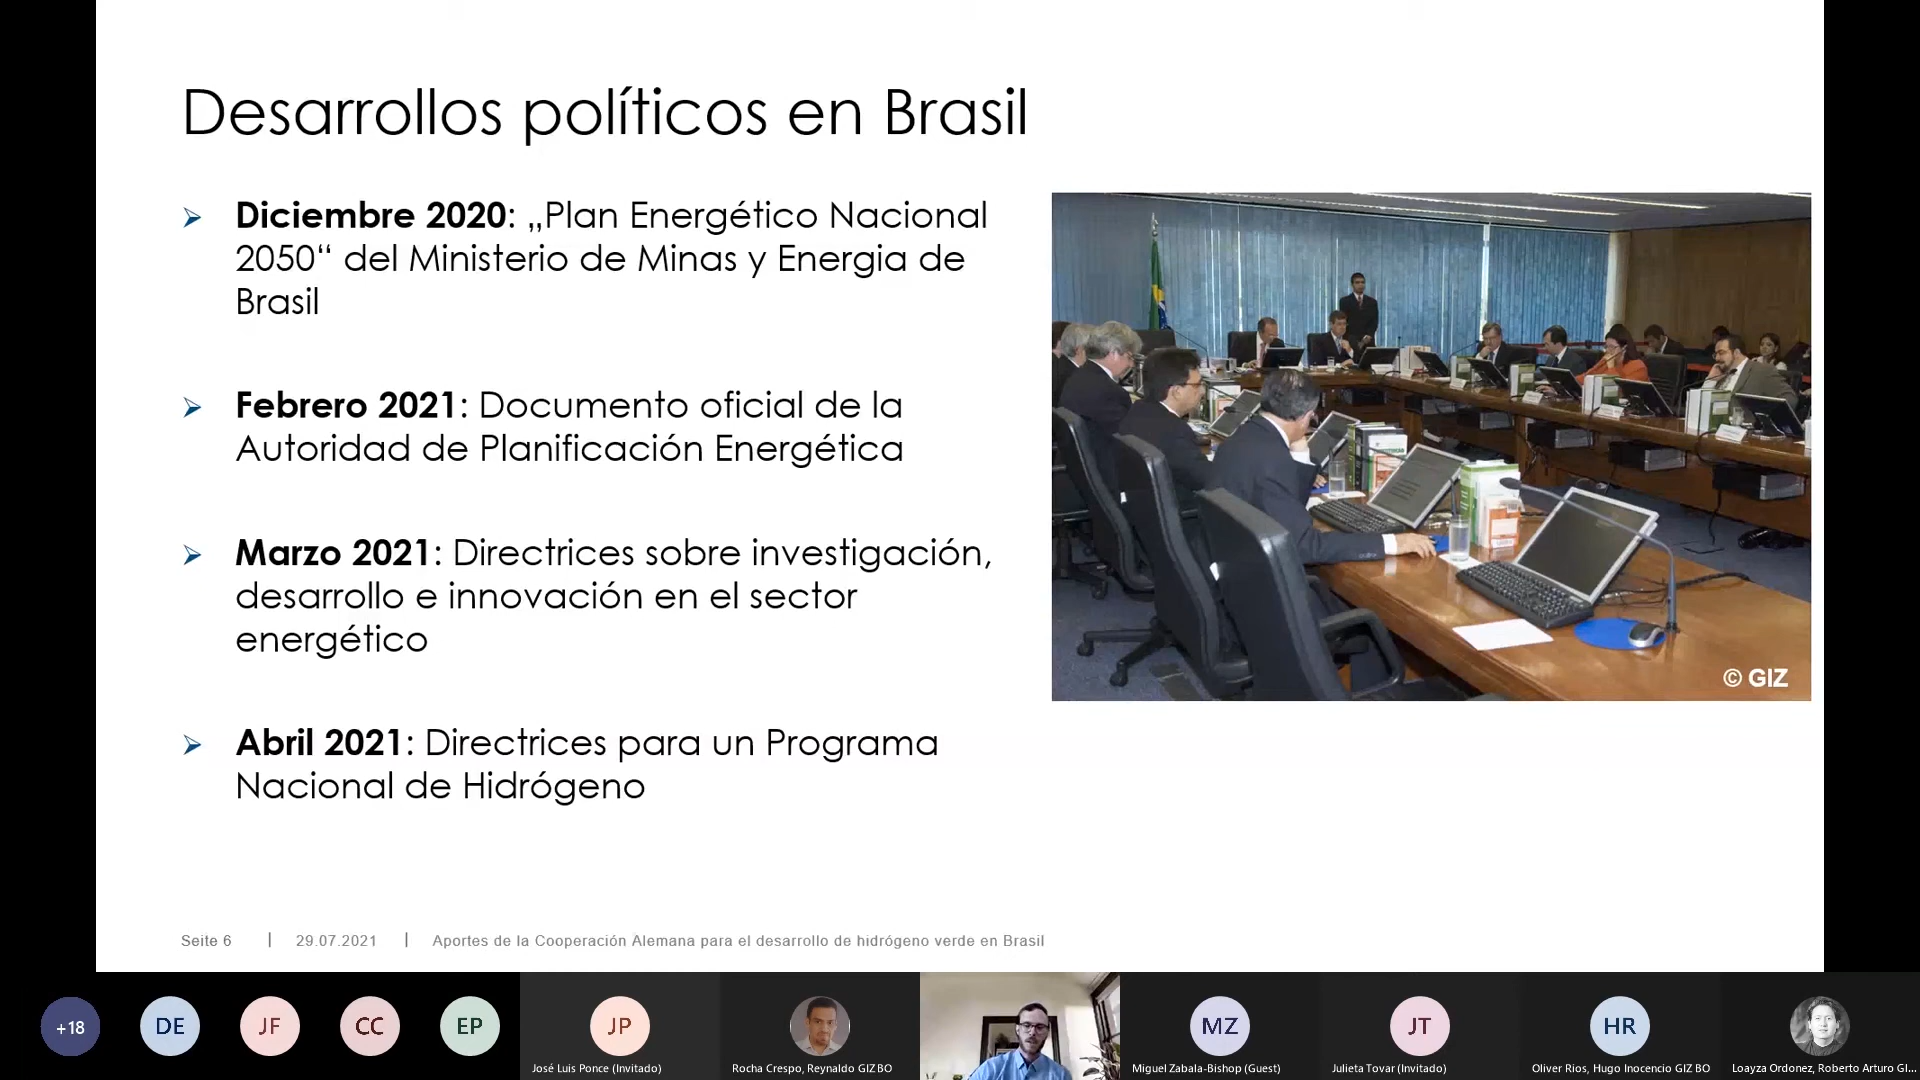 Desarrollos políticos en Brasil
Diciembre 2020: „Plan Energético Nacional
2050“ del Ministerio de Minas y Energia de
Brasil
Febrero 2021: Documento oficial de la
Autoridad de Planificación Energética
Marzo 2021: Directrices sobre investigación,
desarrollo e innovación en el sector
energético
Abril 2021: Directrices para un Programa
Nacional de Hidrógeno
© GIZ
Seite 6 | 29.07.2021 | Aportes de la Cooperación Alemana para el desarrollo de hidrógeno verde en Brasil
+18
DE
JF
CC
EP
JP
José Luis Ponce (Invitado)
Rocha Crespo, Reynaldo GIZ BO
MZ
Miguel Zabala-Bishop (Guest)
JT
Julieta Tovar (Invitado)
HR
Oliver Rios, Hugo Inocencio GIZ BO
Loayza Ordonez, Roberto Arturo GI...